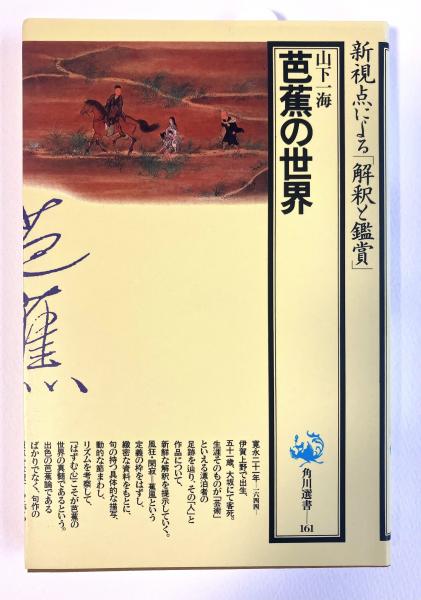 新視点による「解釈と鑑賞」
山下一海
芭蕉の世界
芭蕉
寛永二十一年―一六四四―
伊賀上野で出生、
五十一歳、大坂にて客死。
生涯そのものが「芸術」
といえる漂泊者の
足跡を辿り、その「人」と
作品について、
新鮮な解釈を提示していく。
風狂・閑寂―蕉風という
定義の枠をはずし、
緻密な資料をもとに、
句の持つ具体的な描写、
動的な節まわし、
リズムを考察して、
「はずむ心」こそが芭蕉の
世界の真髄であるという。
出色の芭蕉論である
ばかりでなく、句作の
角川選書
161